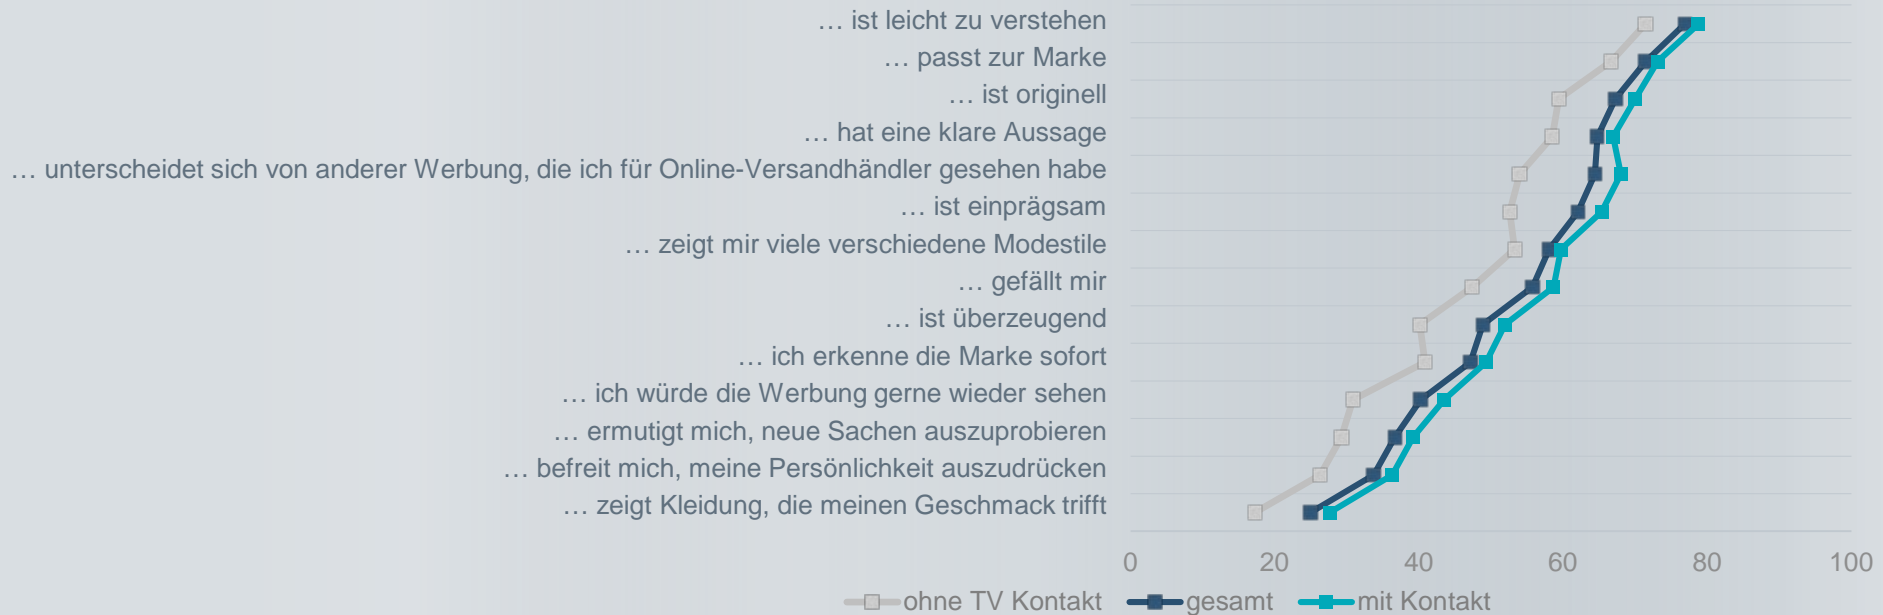 … ist leicht zu verstehen
… passt zur Marke
… ist originell
… hat eine klare Aussage
… unterscheidet sich von anderer Werbung, die ich für Online-Versandhändler gesehen habe
… ist einprägsam
… zeigt mir viele verschiedene Modestile
… gefällt mir
… ist überzeugend
… ich erkenne die Marke sofort
… ich würde die Werbung gerne wieder sehen
… ermutigt mich, neue Sachen auszuprobieren
… befreit mich, meine Persönlichkeit auszudrücken
… zeigt Kleidung, die meinen Geschmack trifft
0 20 40 60 80 100
ohne TV Kontakt gesamt mit Kontakt